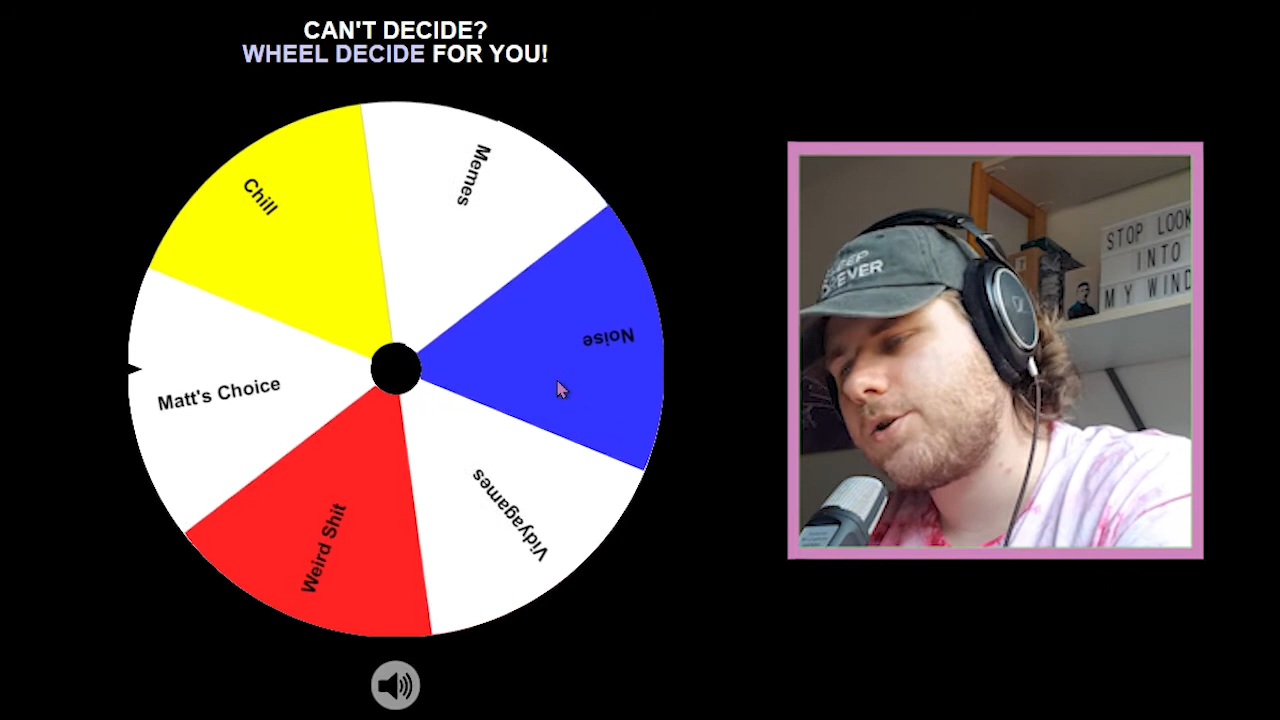 CAN'T DECIDE?
WHEEL DECIDE FOR YOU!
Memes
Chill
Noise
Matt's Choice
Vidyagames
Weird Shit
STOP LOOK
INTO
MY WIND